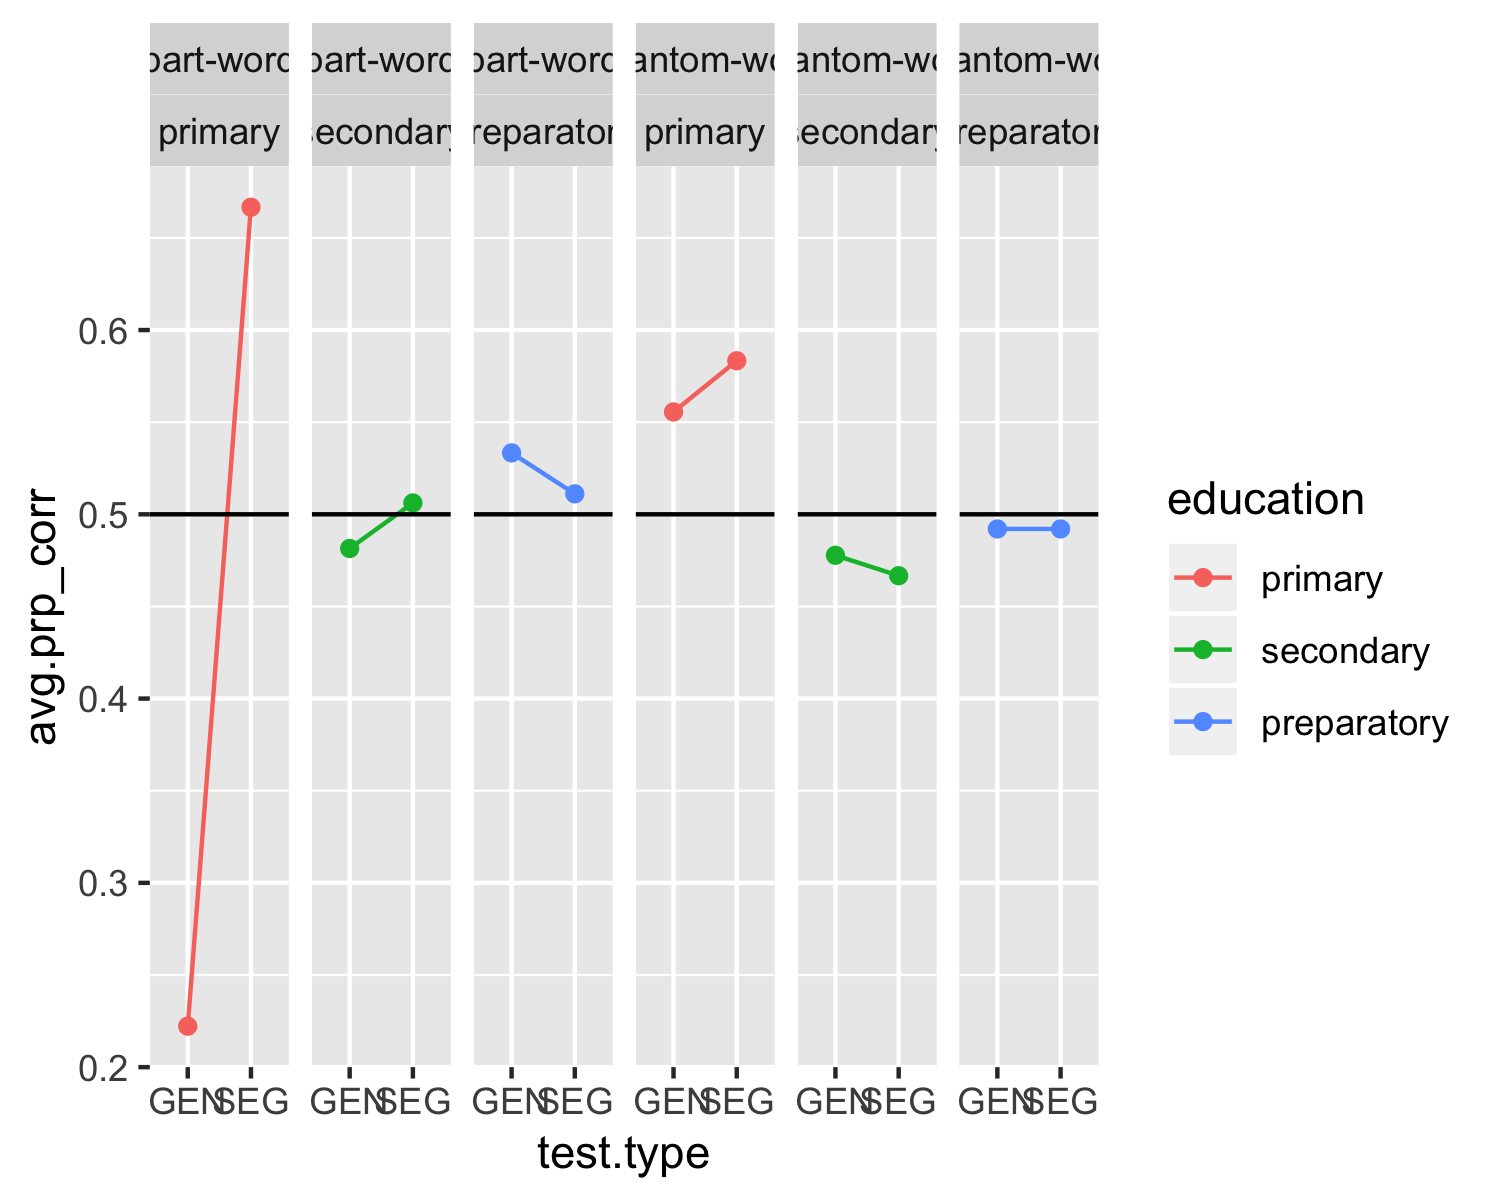 part-word part-word part-word antom-wo antom-wo antom-wo
primary secondary reparator primary secondary reparator
0.6
0.5
0.4
0.3
0.2
avg.prp_corr
GEN SEG GEN SEG GEN SEG GEN SEG GEN SEG GEN SEG
test.type
education
primary
secondary
preparatory